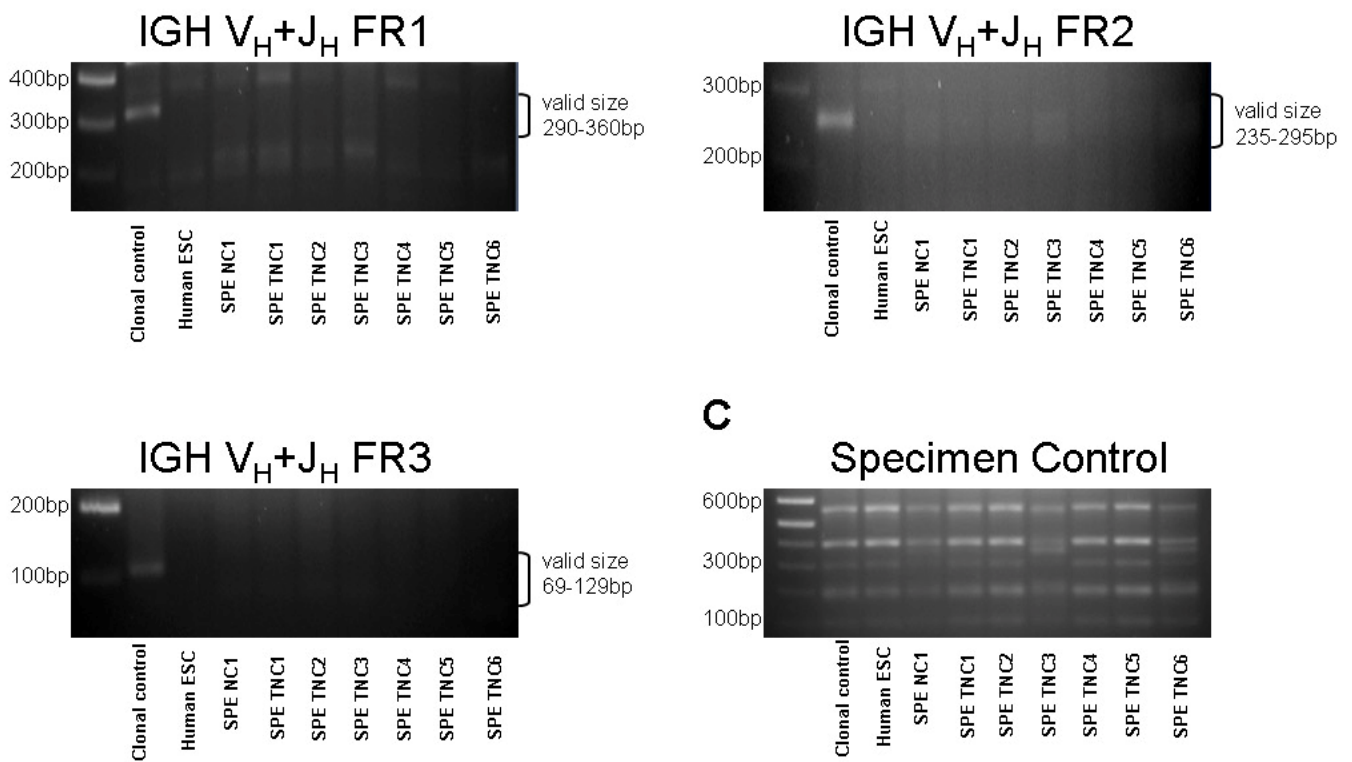 IGH VH+JH FR1
400bp
300bp
200bp
valid size
290-360bp
Clonal control
Human ESC
SPE NC1
SPE TNC1
SPE TNC2
SPE TNC3
SPE TNC4
SPE TNC5
SPE TNC6
IGH VH+JH FR2
300bp
200bp
valid size
235-295bp
Clonal control
Human ESC
SPE NC1
SPE TNC1
SPE TNC2
SPE TNC3
SPE TNC4
SPE TNC5
SPE TNC6
IGH VH+JH FR3
200bp
100bp
valid size
69-129bp
Clonal control
Human ESC
SPE NC1
SPE TNC1
SPE TNC2
SPE TNC3
SPE TNC4
SPE TNC5
SPE TNC6
C
Specimen Control
600bp
300bp
100bp
Clonal control
Human ESC
SPE NC1
SPE TNC1
SPE TNC2
SPE TNC3
SPE TNC4
SPE TNC5
SPE TNC6